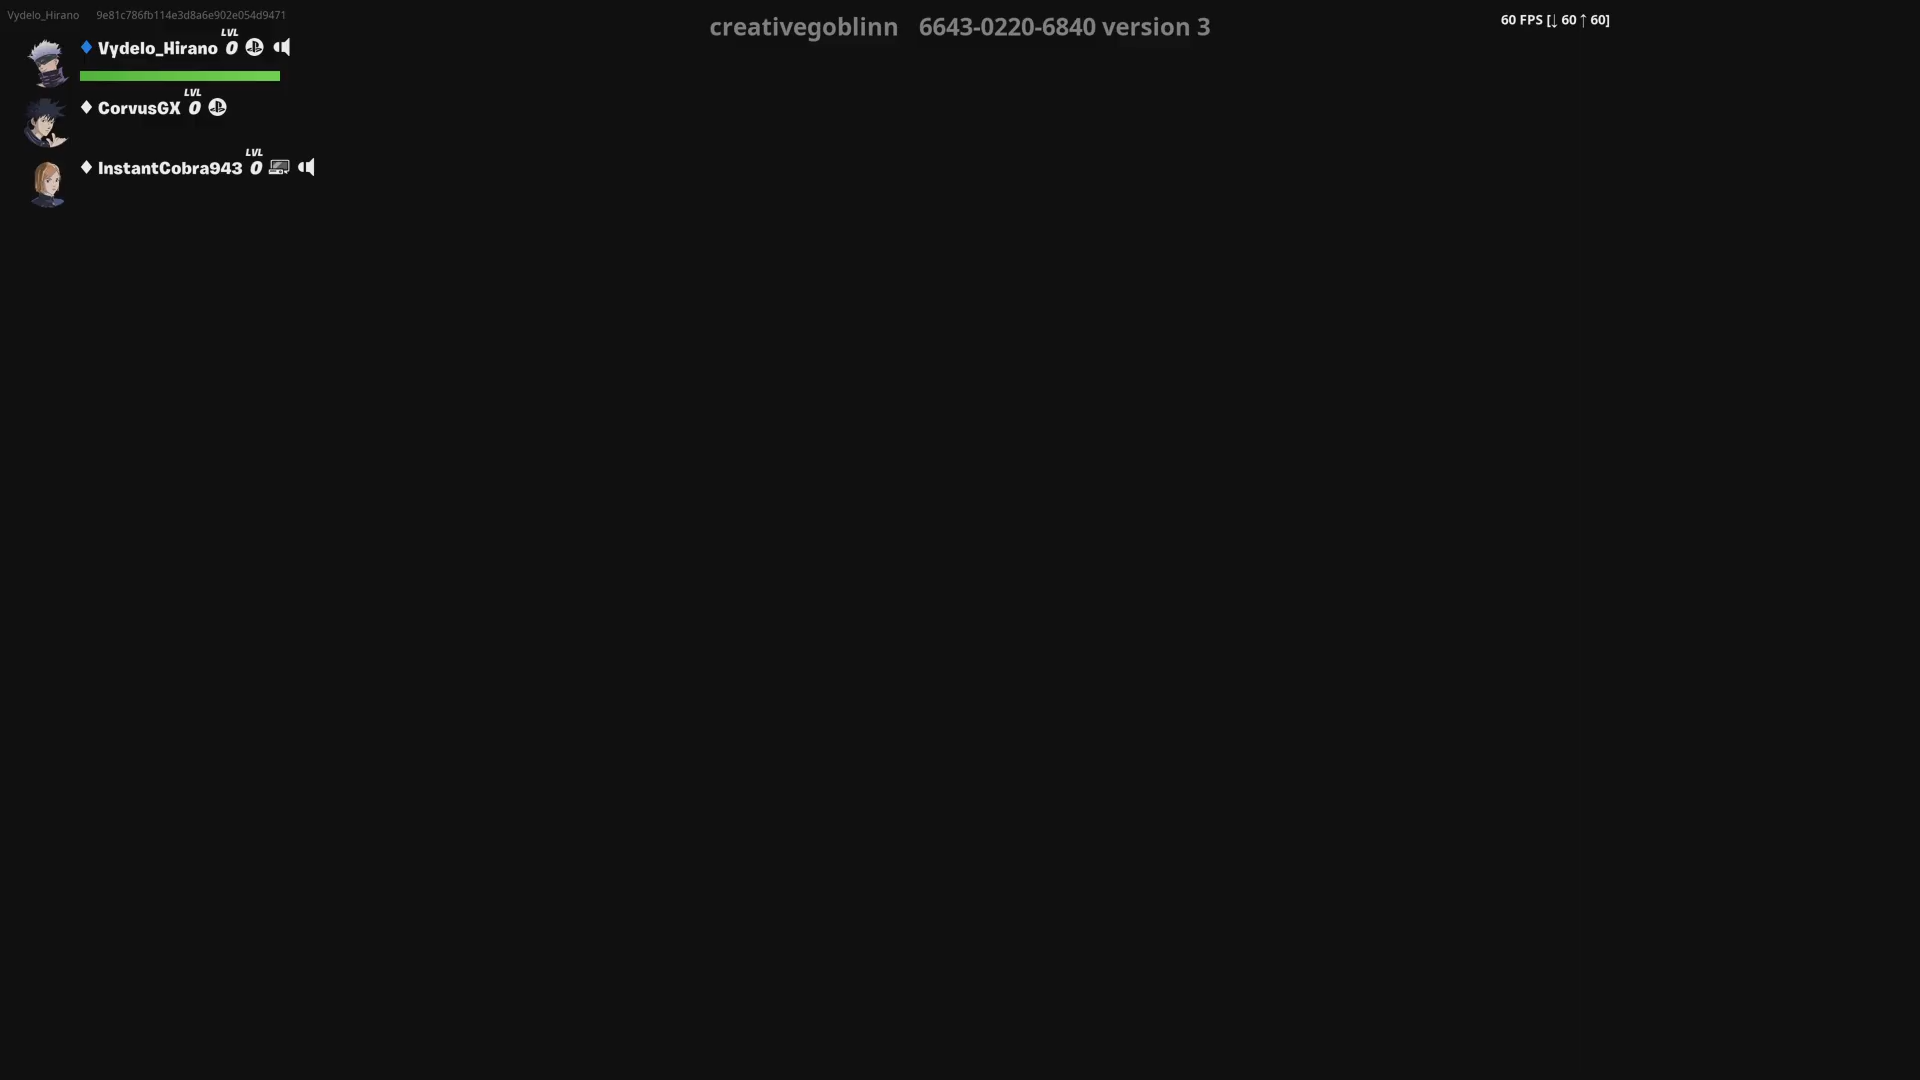 Vydelo_Hirano 9e81c786fb114e3d8a6e902e054d9471
creativegoblinn 6643-0220-6840 version 3
60 FPS [↓ 60 ↑ 60]
LVL
Vydelo_Hirano 0
LVL
CorvusGX 0
LVL
InstantCobra943 0